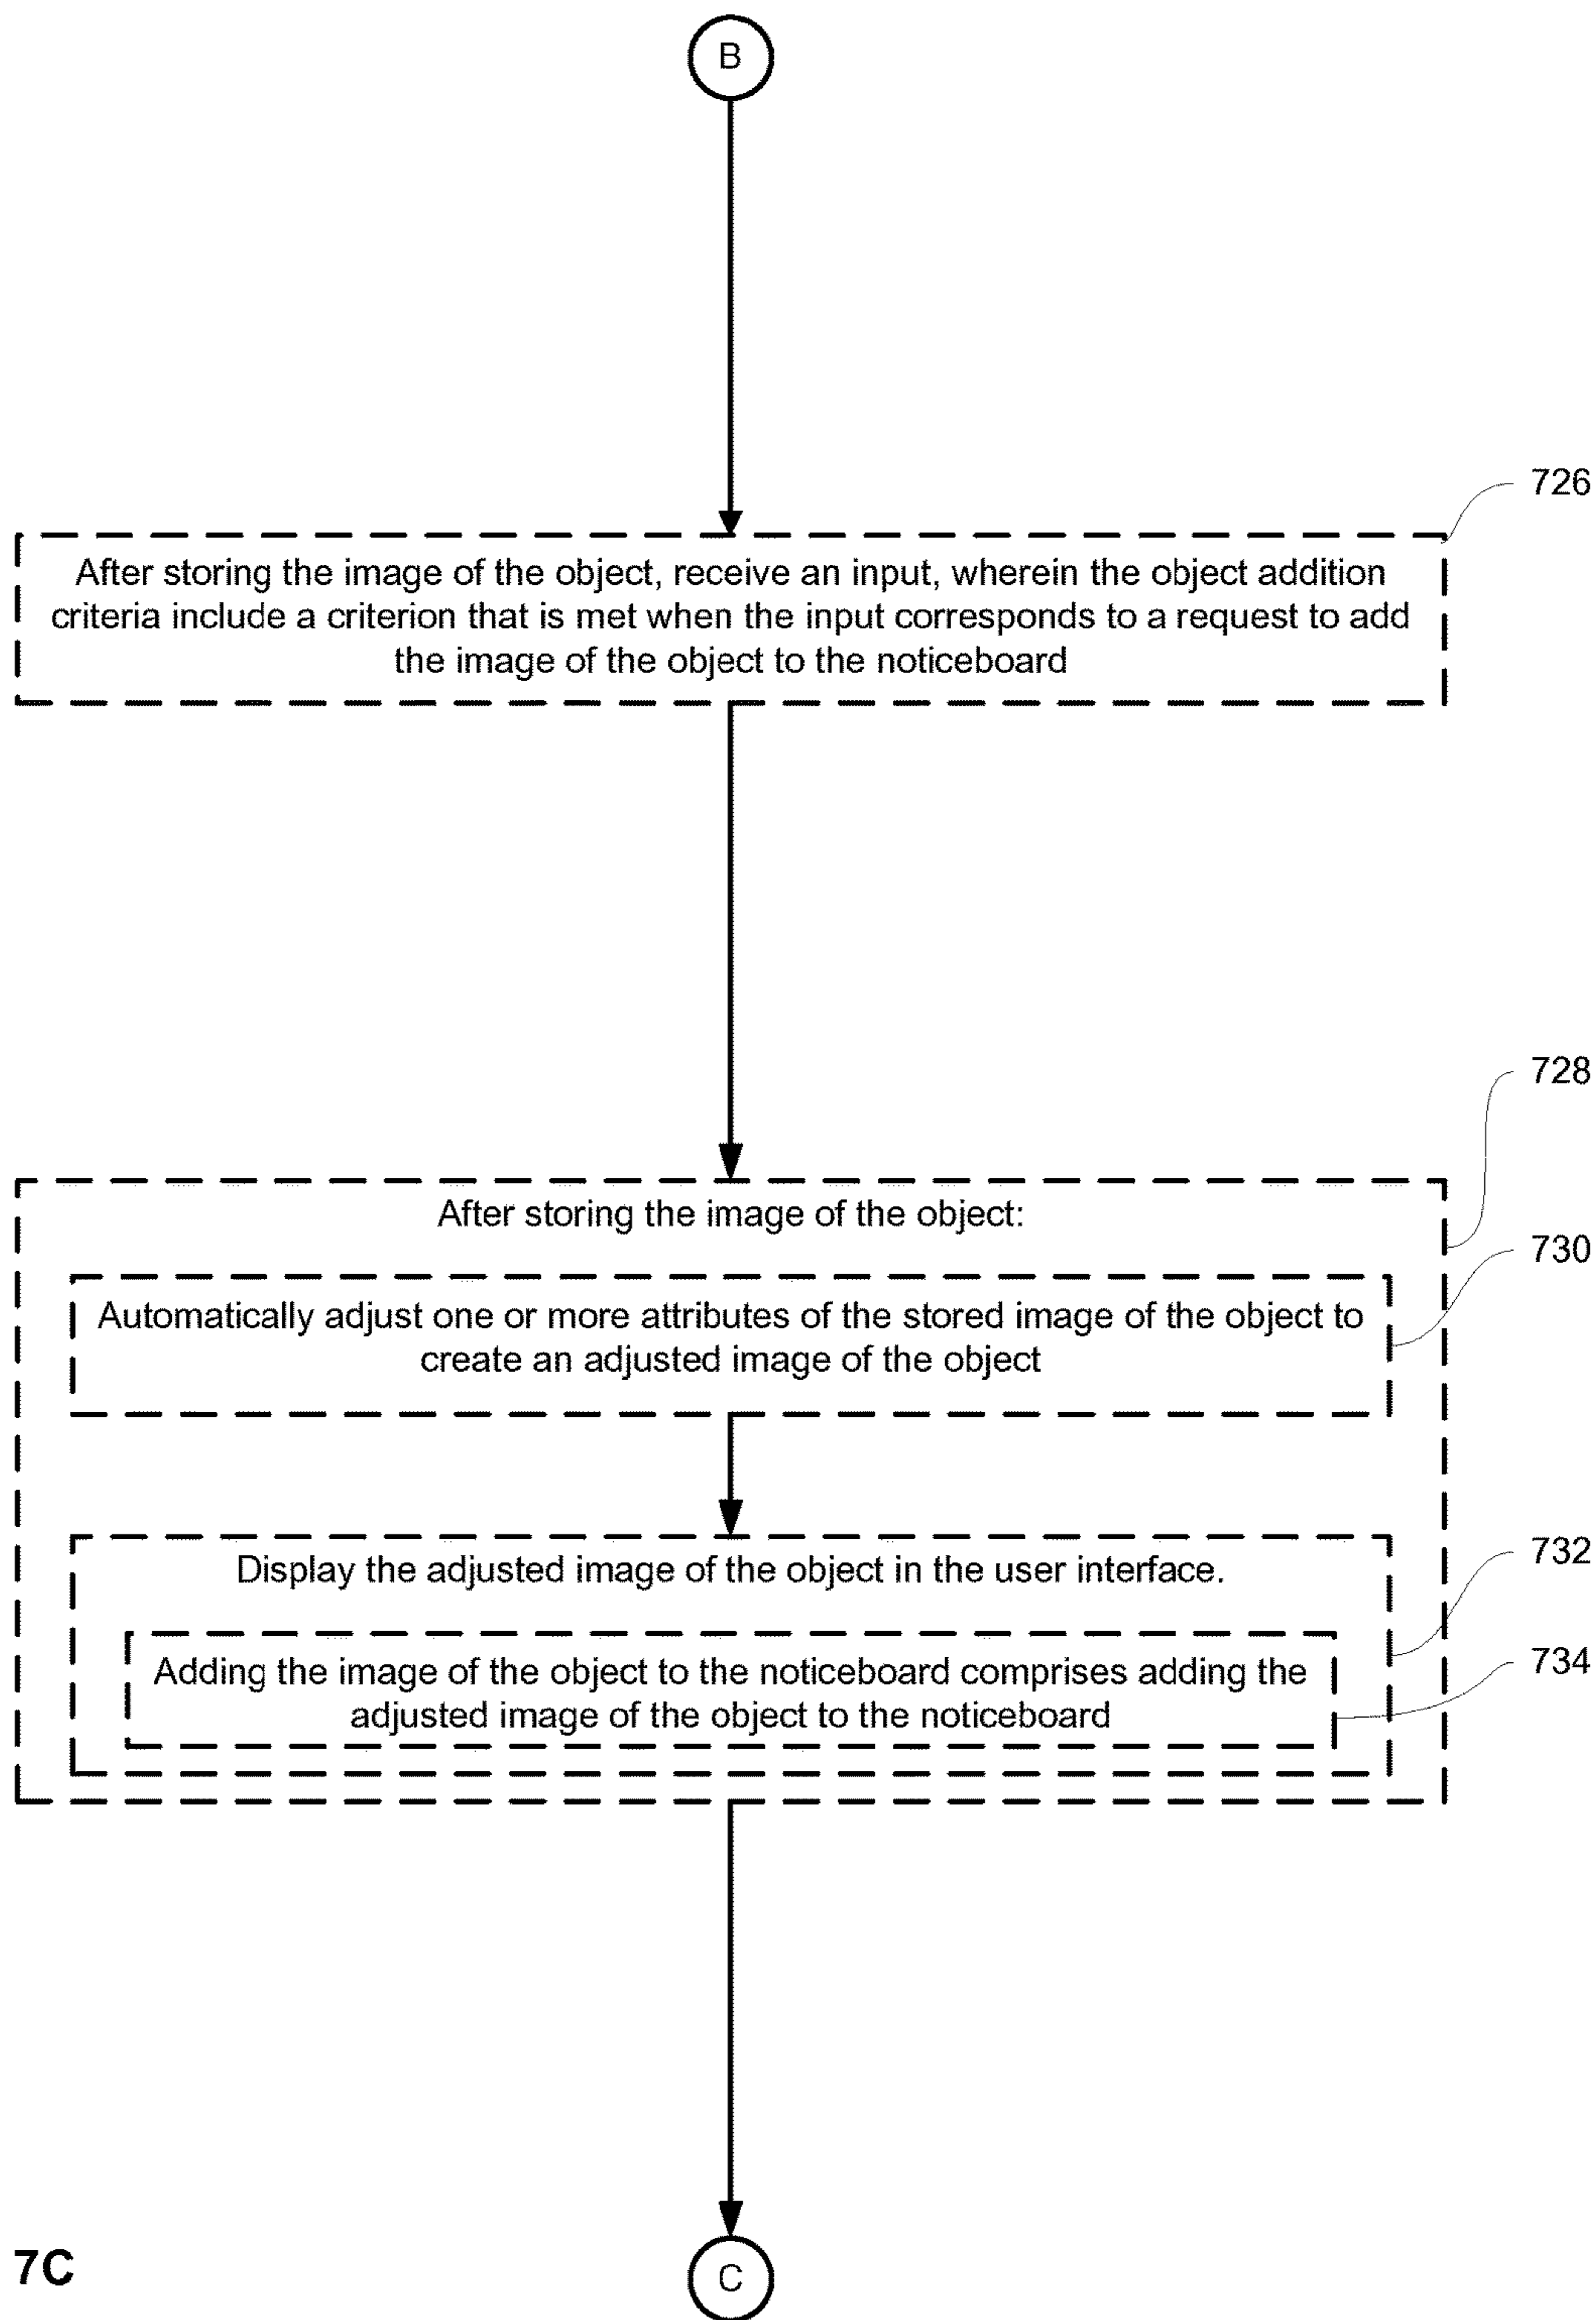 B
726
After storing the image of the object, receive an input, wherein the object addition
criteria include a criterion that is met when the input corresponds to a request to add
the image of the object to the noticeboard
728
After storing the image of the object:
730
Automatically adjust one or more attributes of the stored image of the object to
create an adjusted image of the object
732
Display the adjusted image of the object in the user interface.
734
Adding the image of the object to the noticeboard comprises adding the
adjusted image of the object to the noticeboard
7C
C